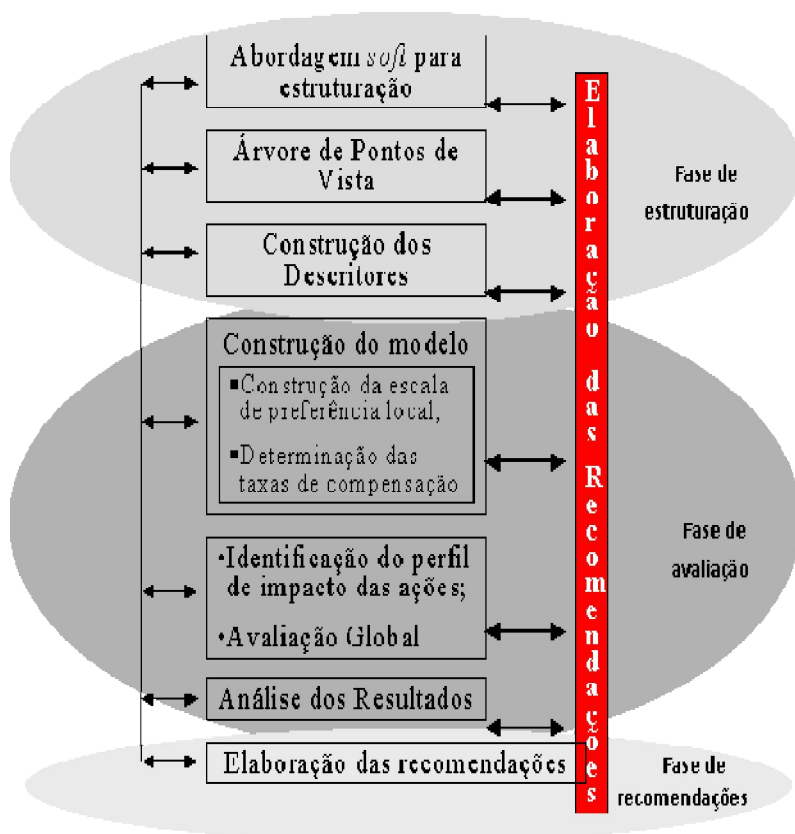 Abordagem soft para
estruturação
Árvore de Pontos de
Vista
Construção dos
Descritores
Fase de
estruturação
Construção do modelo
▪Construção da escala
de preferência local,
▪Determinação das
taxas de compensação
•Identificação do perfil
de impacto das ações;
•Avaliação Global
Fase de
avaliação
Análise dos Resultados
Elaboração das recomendações
Fase de
recomendações
Elaboração das Recomendações